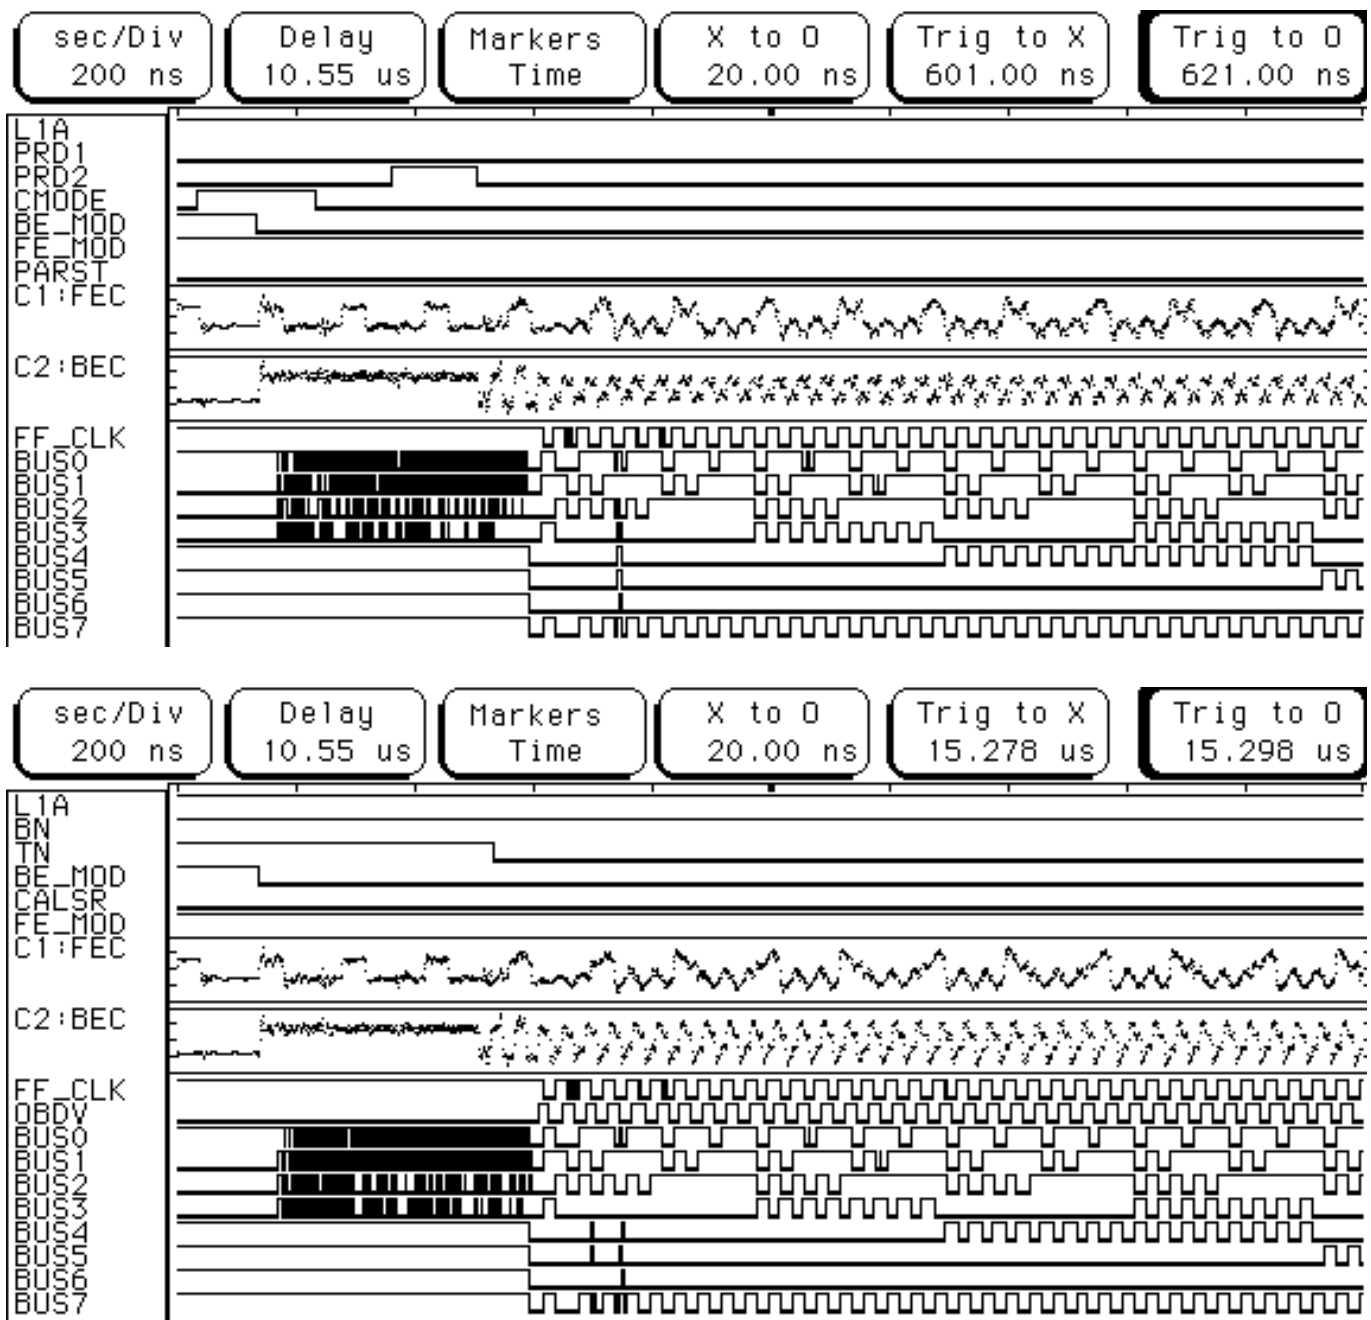 sec/Div Delay Markers X to O Trig to X Trig to O
200 ns 10.55 us Time 20.00 ns 601.00 ns 621.00 ns
L1A
PRD1
PRD2
CMODE
BE_MOD
FE_MOD
PARST
C1:FEC
C2:BEC
FF_CLK
BUS0
BUS1
BUS2
BUS3
BUS4
BUS5
BUS6
BUS7
sec/Div Delay Markers X to O Trig to X Trig to O
200 ns 10.55 us Time 20.00 ns 15.278 us 15.298 us
L1A
BN
TN
BE_MOD
CALSR
FE_MOD
C1:FEC
C2:BEC
FF_CLK
OBDV
BUS0
BUS1
BUS2
BUS3
BUS4
BUS5
BUS6
BUS7